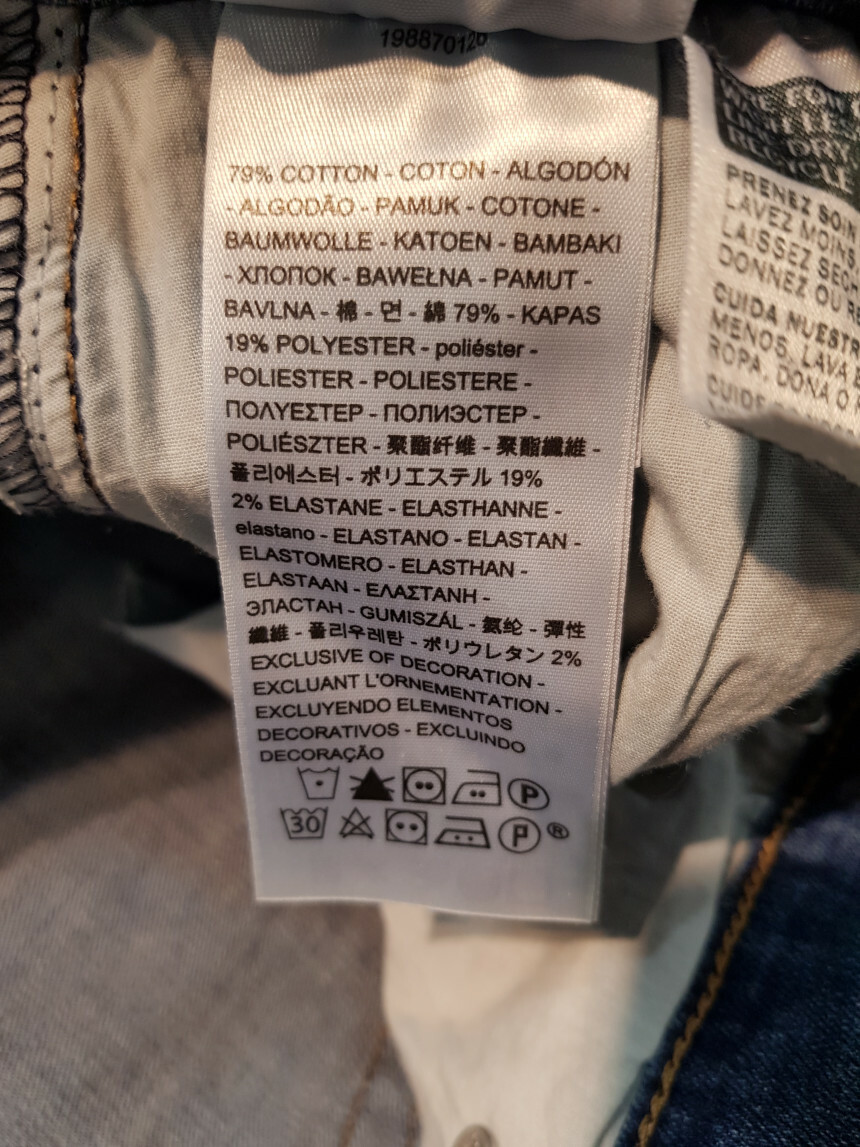 198870126
79% COTTON - COTON - ALGODÓN
- ALGODÃO - PAMUK - COTONE -
BAUMWOLLE - KATOEN - BAMBAKI
- ХЛОПОК - BAWEŁNA - PAMUT -
BAVLNA - 棉 - 면 - 綿 79% - KAPAS
19% POLYESTER - poliéster -
POLIESTER - POLIESTERE -
ΠΟΛΥΕΣΤΕΡ - ПОЛИЭСТЕР -
POLIÉSZTER - 聚酯纤维 - 聚酯纖維 -
폴리에스터 - ポリエステル 19%
2% ELASTANE - ELASTHANNE -
elastano - ELASTANO - ELASTAN -
ELASTOMERO - ELASTHAN -
ELASTAAN - ΕΛΑΣΤΑΝΗ -
ЭЛАСТАН - GUMISZÁL - 氨纶 - 彈性
纖維 - 폴리우레탄 - ポリウレタン 2%
EXCLUSIVE OF DECORATION -
EXCLUANT L'ORNEMENTATION -
EXCLUYENDO ELEMENTOS
DECORATIVOS - EXCLUINDO
DECORAÇÃO
P
30 P ®
RECYCLE
PRENEZ SOIN
LAVEZ MOINS
LAISSEZ
DONNEZ OU
CUIDA
MENOS, LAVA
ROPA, DONA O